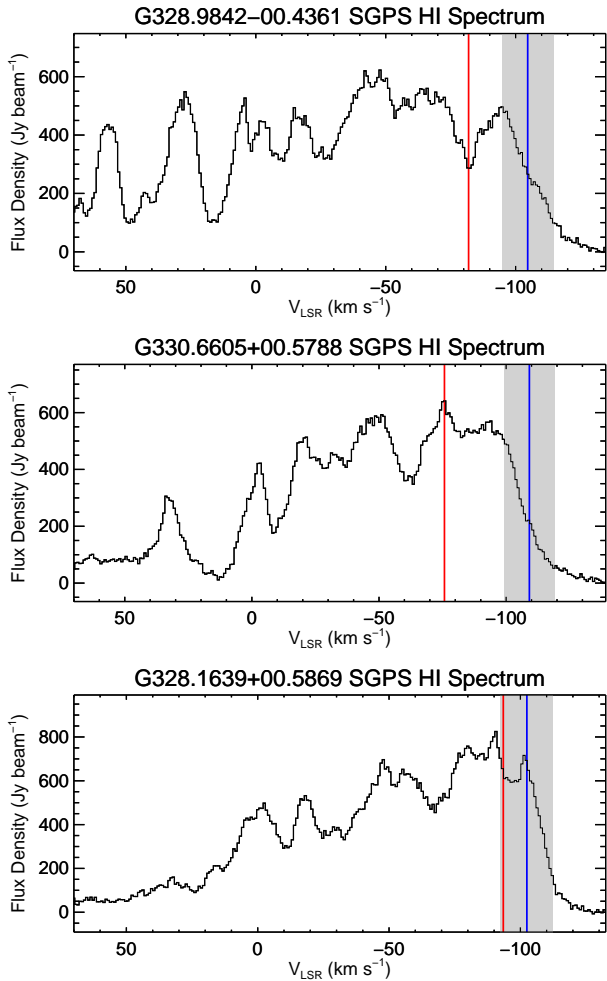 G328.9842−00.4361 SGPS HI Spectrum
Flux Density (Jy beam⁻¹)
600
400
200
0
50 0 −50 −100
V_LSR (km s⁻¹)
G330.6605+00.5788 SGPS HI Spectrum
Flux Density (Jy beam⁻¹)
600
400
200
0
50 0 −50 −100
V_LSR (km s⁻¹)
G328.1639+00.5869 SGPS HI Spectrum
Flux Density (Jy beam⁻¹)
800
600
400
200
0
50 0 −50 −100
V_LSR (km s⁻¹)